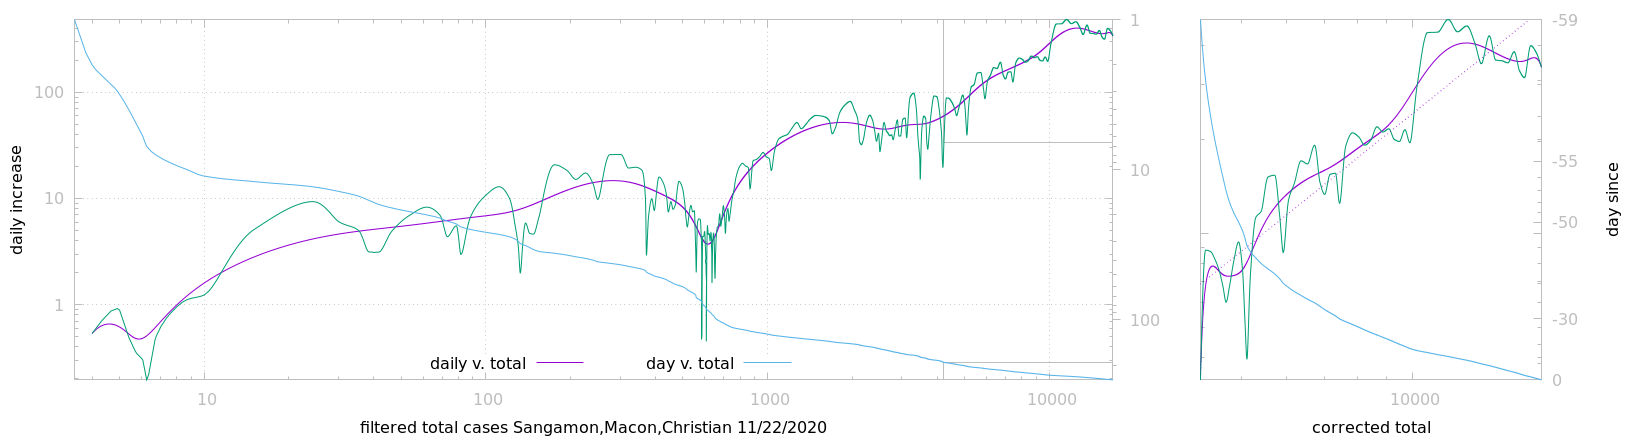 daily increase
100
10
1
1
10
100
daily v. total
day v. total
10
100
1000
10000
filtered total cases Sangamon,Macon,Christian 11/22/2020
-59
-55
-50
-30
0
day since
10000
corrected total